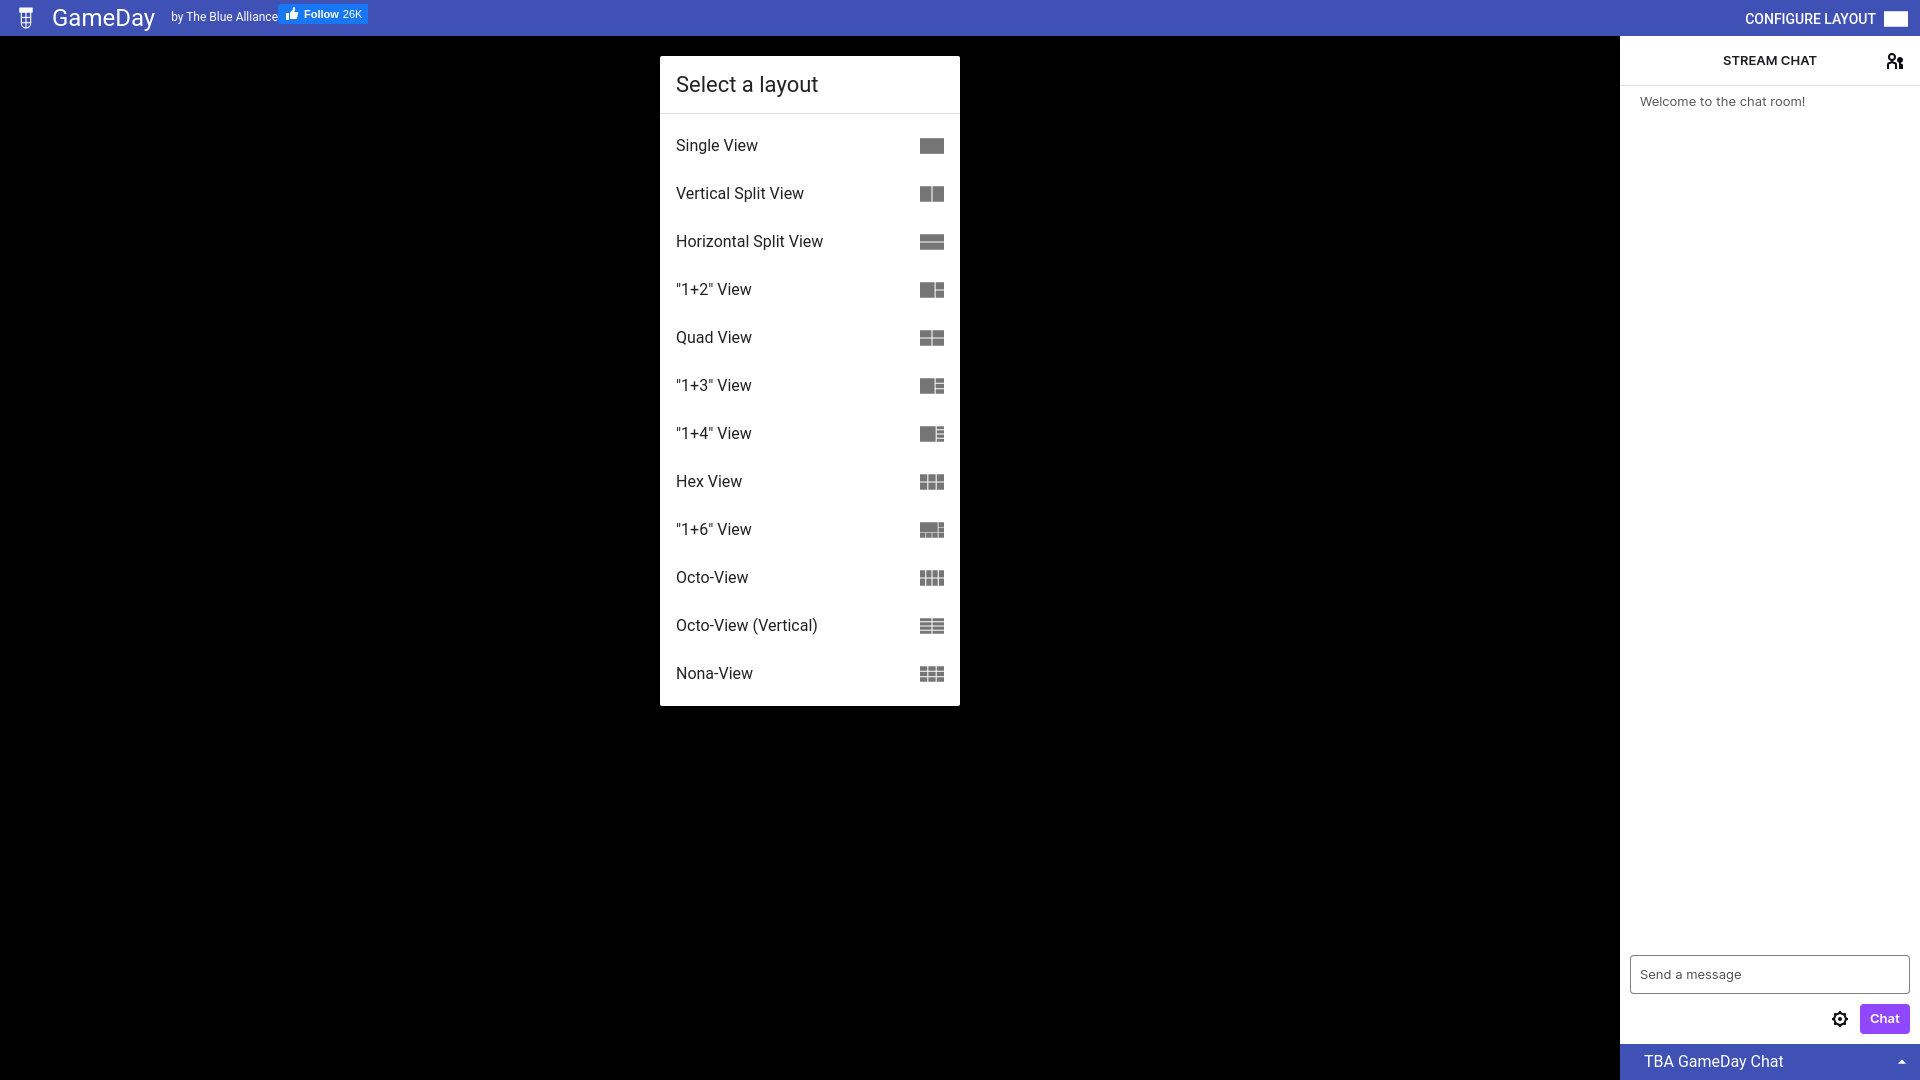 GameDay
by The Blue Alliance
Follow 26K
CONFIGURE LAYOUT
Select a layout
Single View
Vertical Split View
Horizontal Split View
"1+2" View
Quad View
"1+3" View
"1+4" View
Hex View
"1+6" View
Octo-View
Octo-View (Vertical)
Nona-View
STREAM CHAT
Welcome to the chat room!
Send a message
Chat
TBA GameDay Chat